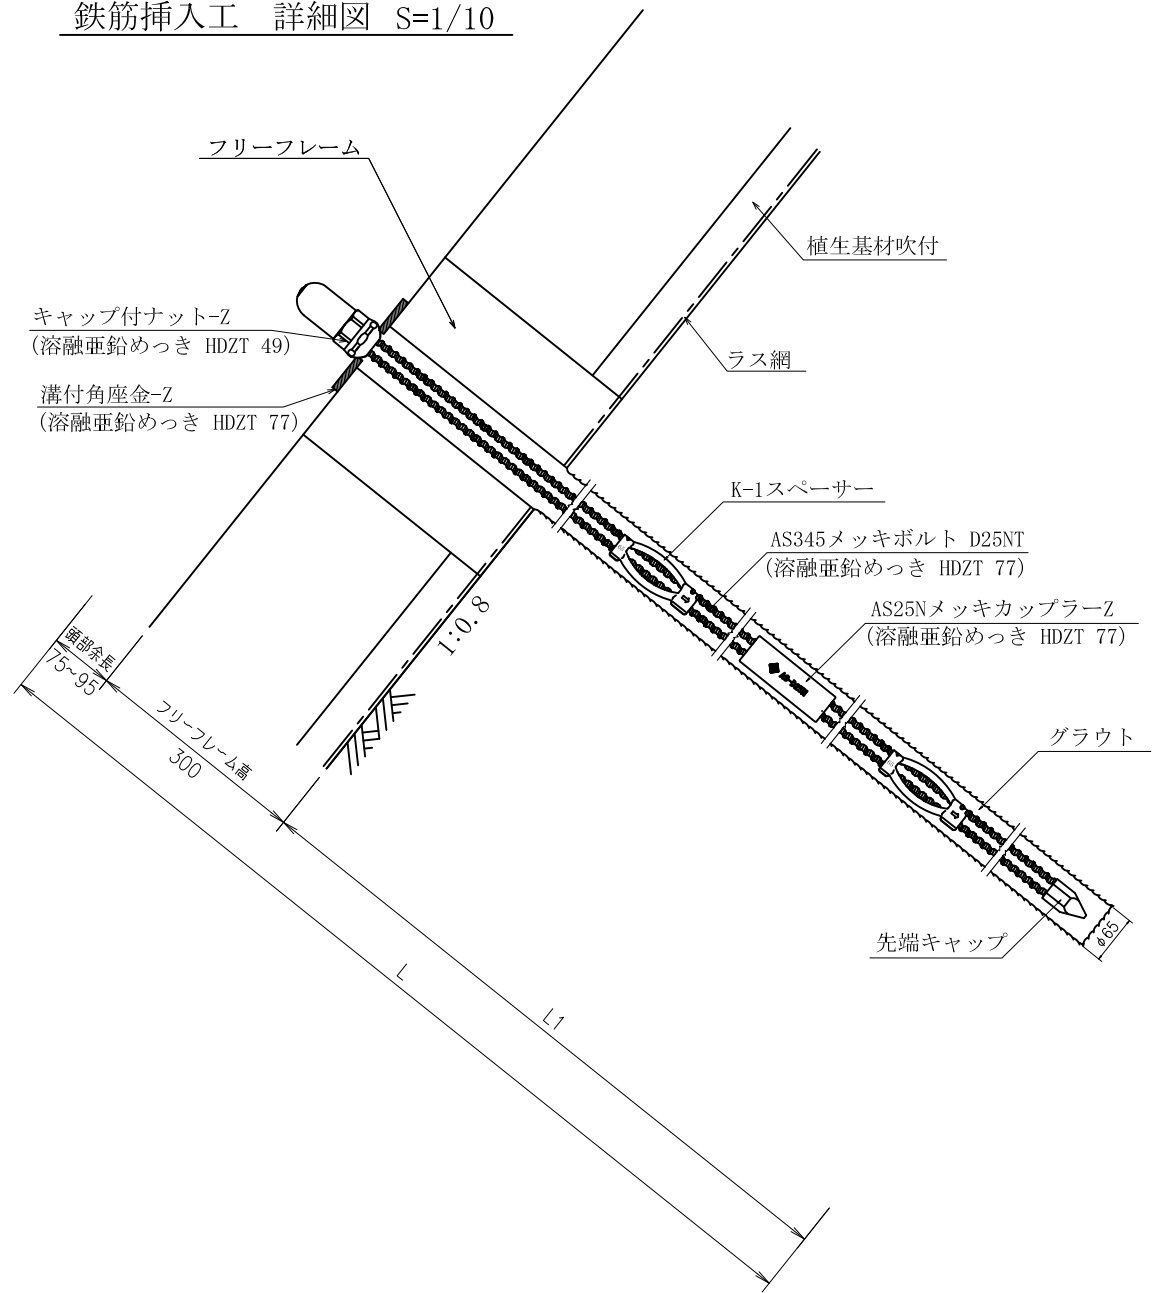 鉄筋挿入工　詳細図 S=1/10
フリーフレーム
植生基材吹付
キャップ付ナット-Z
(溶融亜鉛めっき HDZT 49)
ラス網
溝付角座金-Z
(溶融亜鉛めっき HDZT 77)
K-1スペーサー
AS345メッキボルト D25NT
(溶融亜鉛めっき HDZT 77)
AS25NメッキカップラーZ
(溶融亜鉛めっき HDZT 77)
1:0.8
頭部余長
75~95
フリーフレーム高
300
グラウト
先端キャップ
φ65
L
L1